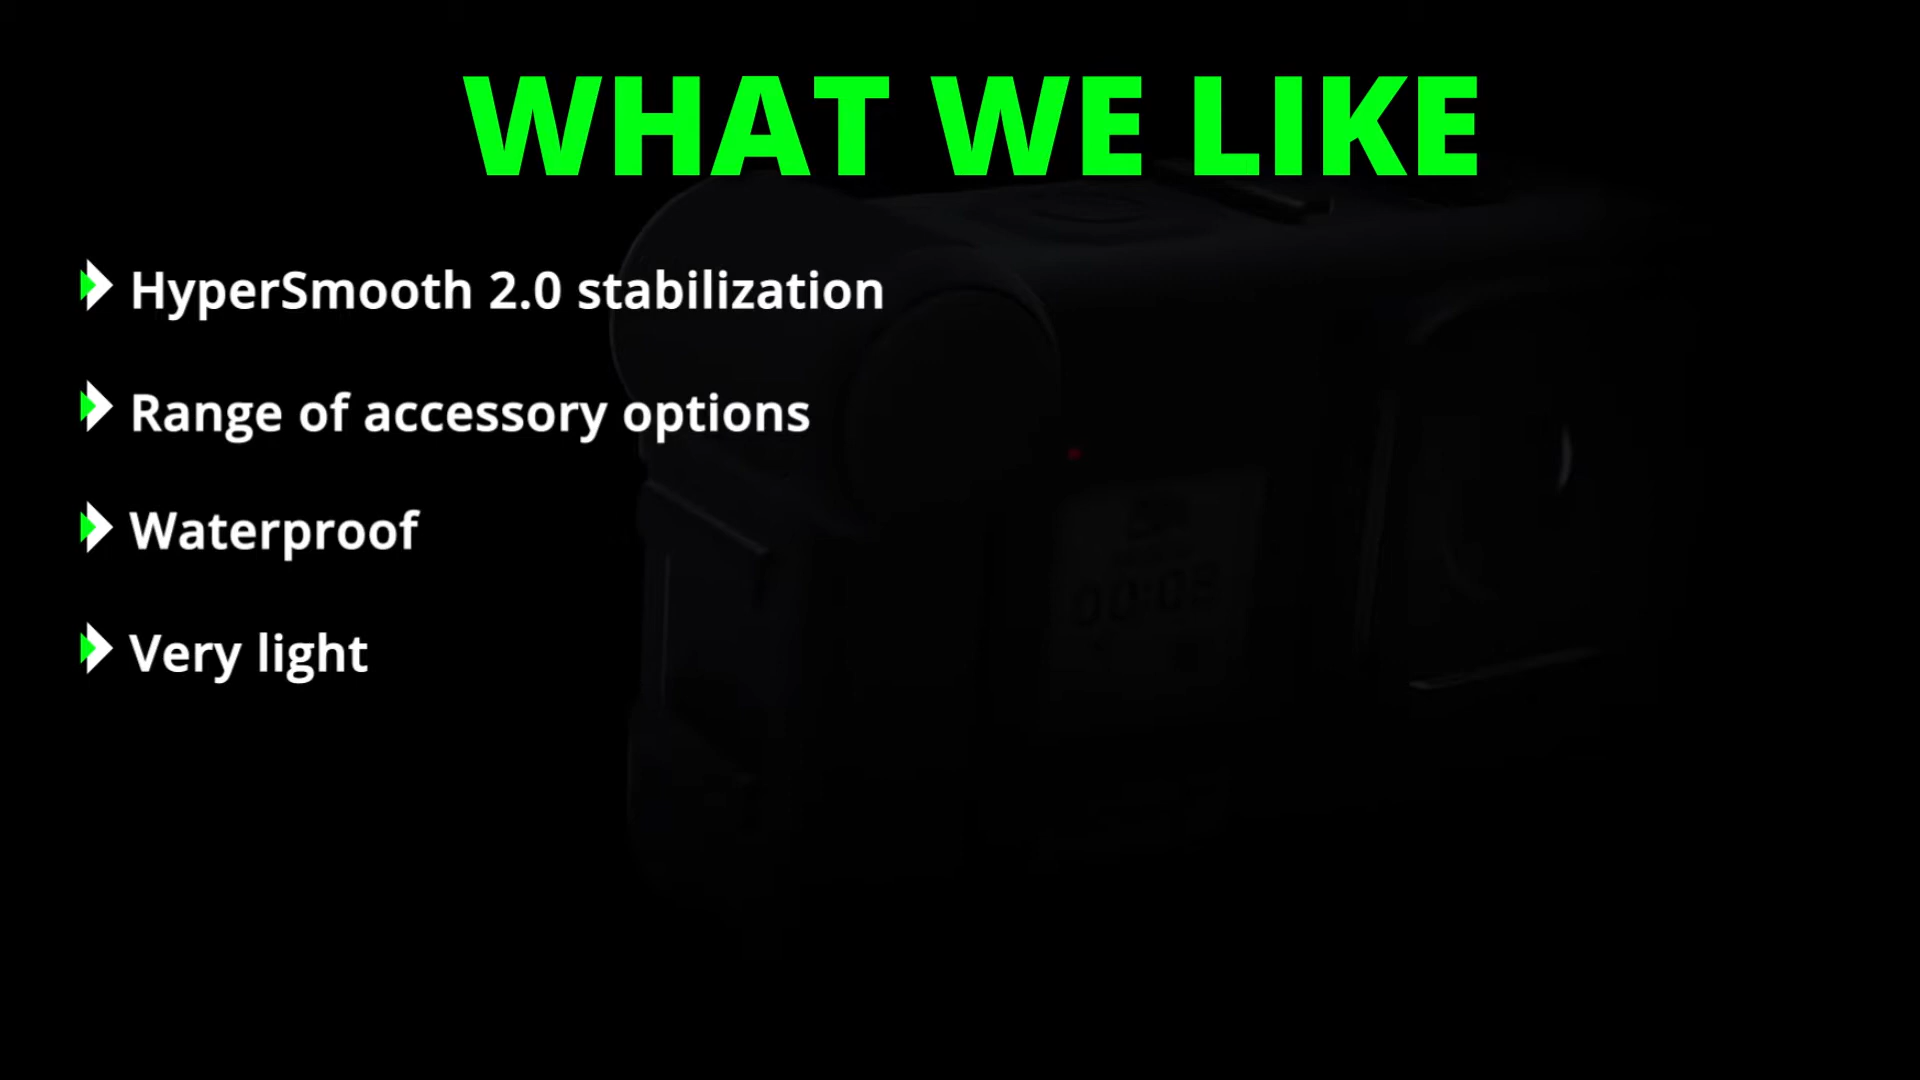 WHAT WE LIKE
HyperSmooth 2.0 stabilization
Range of accessory options
Waterproof
Very light